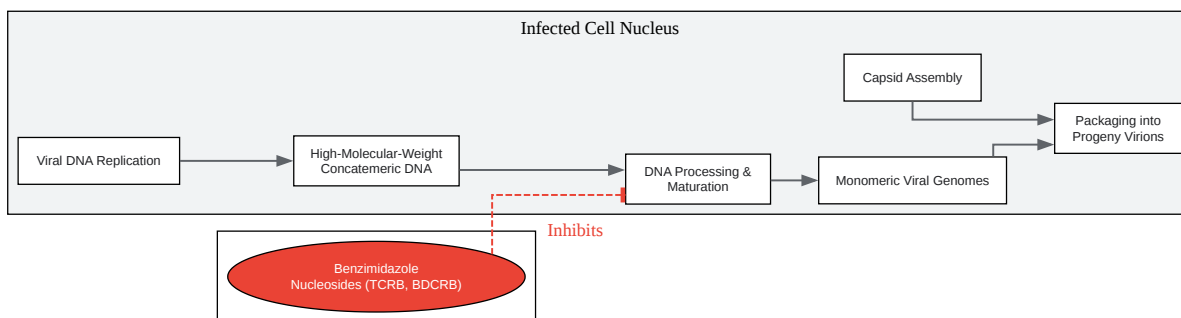 Infected Cell Nucleus
Capsid Assembly
Packaging into
Progeny Virions
Viral DNA Replication
High-Molecular-Weight
Concatemeric DNA
DNA Processing &
Maturation
Monomeric Viral Genomes
Inhibits
Benzimidazole
Nucleosides (TCRB, BDCRB)